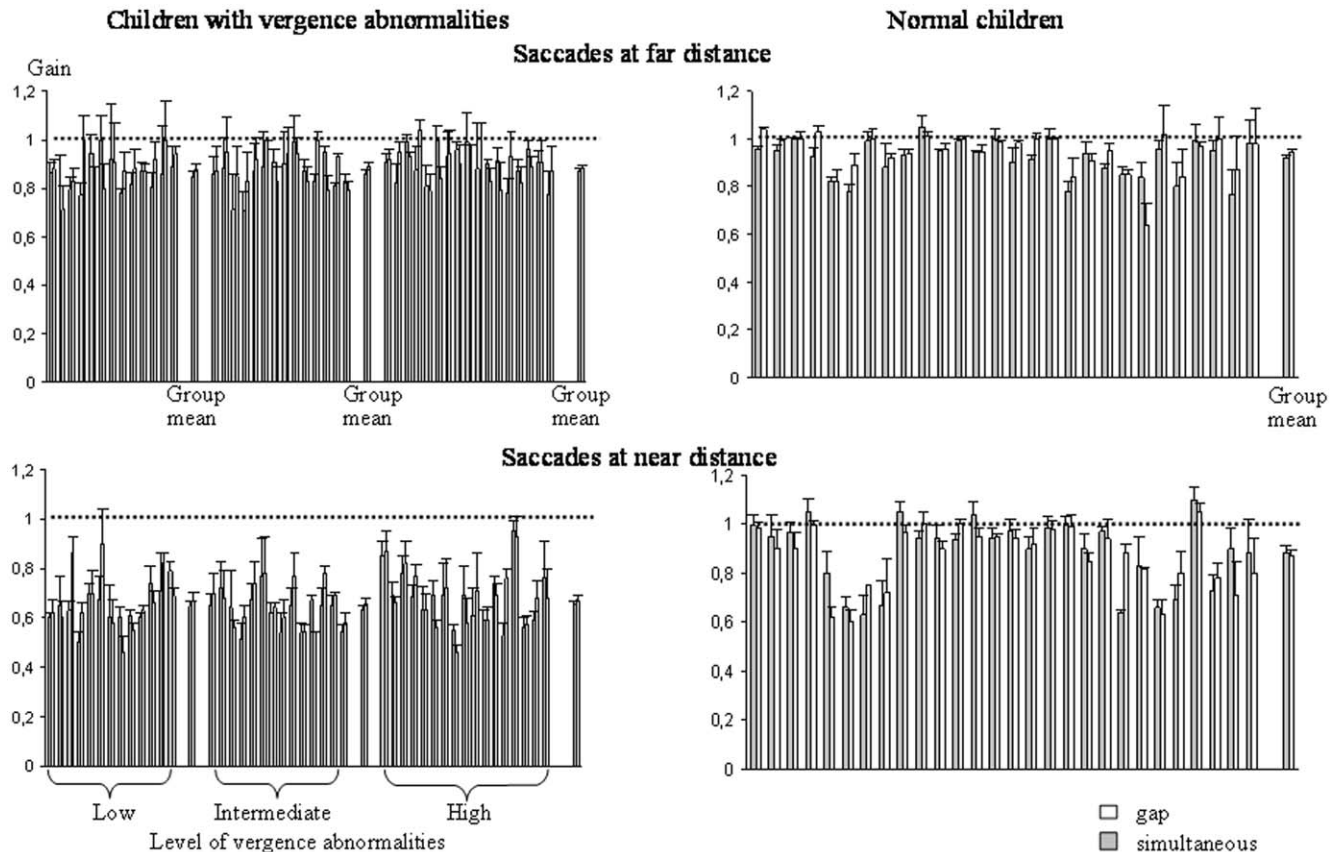 Children with vergence abnormalities
Normal children
Saccades at far distance
Gain
1,2
1
0,8
0,6
0,4
0,2
0
Group mean
Group mean
Group mean
1,2
1
0,8
0,6
0,4
0,2
0
Group mean
Saccades at near distance
1,2
1
0,8
0,6
0,4
0,2
0
Low
Intermediate
High
Level of vergence abnormalities
1,2
1
0,8
0,6
0,4
0,2
0
gap
simultaneous